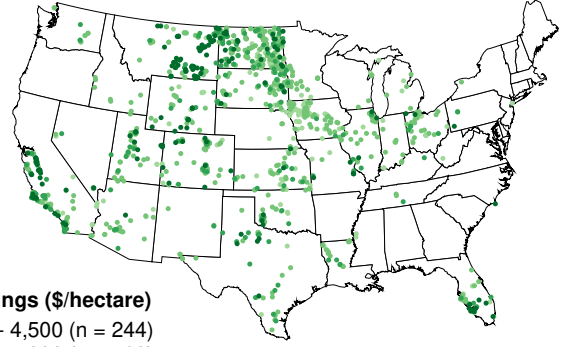 ngs ($/hectare)
- 4,500 (n = 244)